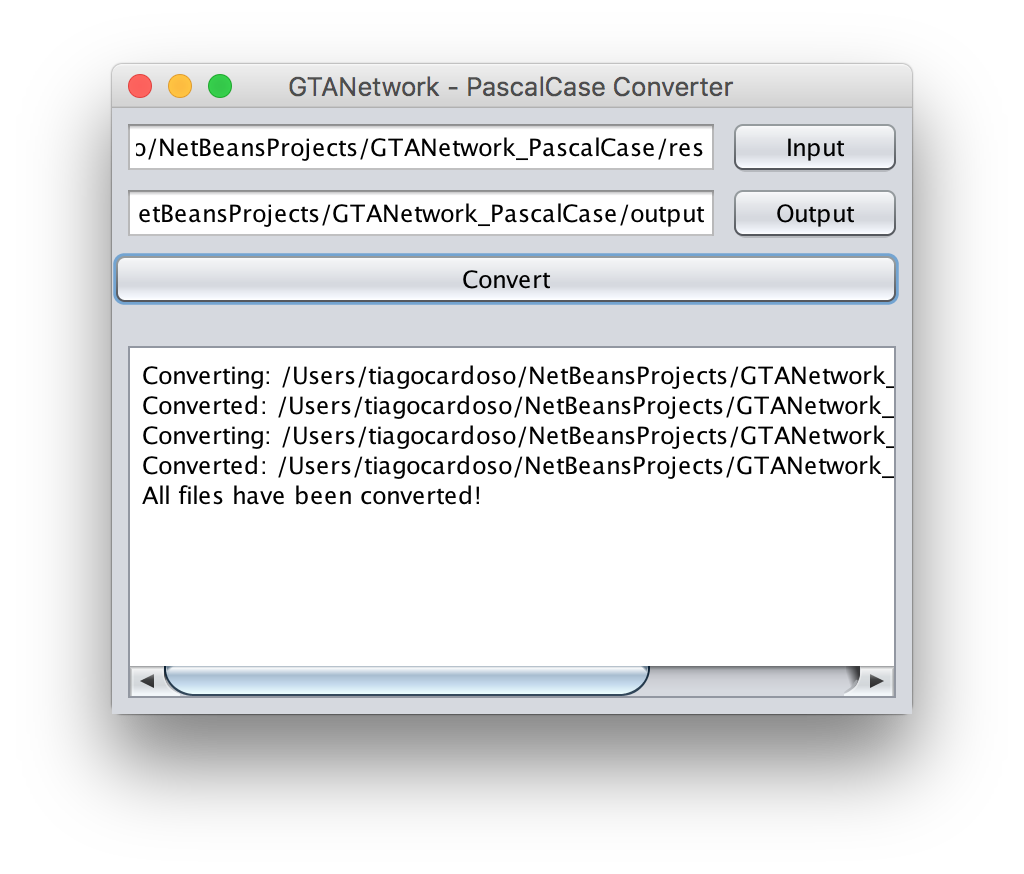 GTANetwork - PascalCase Converter
/NetBeansProjects/GTANetwork_PascalCase/res Input
etBeansProjects/GTANetwork_PascalCase/output Output
Convert
Converting: /Users/tiagocardoso/NetBeansProjects/GTANetwork_
Converted: /Users/tiagocardoso/NetBeansProjects/GTANetwork_
Converting: /Users/tiagocardoso/NetBeansProjects/GTANetwork_
Converted: /Users/tiagocardoso/NetBeansProjects/GTANetwork_
All files have been converted!